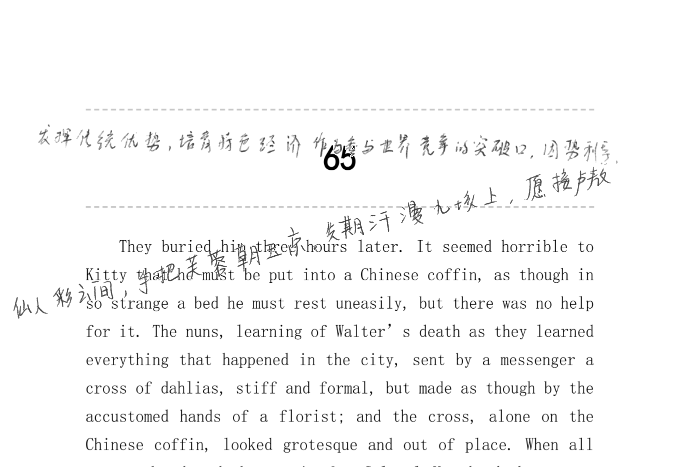 发挥传统优势，培育特色经济作为参与世界竞争的突破口，因势利导，
65
仙人彩云间，手把芙蓉朝玉京。先期汗漫九垓上，愿接卢敖
They buried him three hours later. It seemed horrible to
Kitty that he must be put into a Chinese coffin, as though in
so strange a bed he must rest uneasily, but there was no help
for it. The nuns, learning of Walter’s death as they learned
everything that happened in the city, sent by a messenger a
cross of dahlias, stiff and formal, but made as though by the
accustomed hands of a florist; and the cross, alone on the
Chinese coffin, looked grotesque and out of place. When all